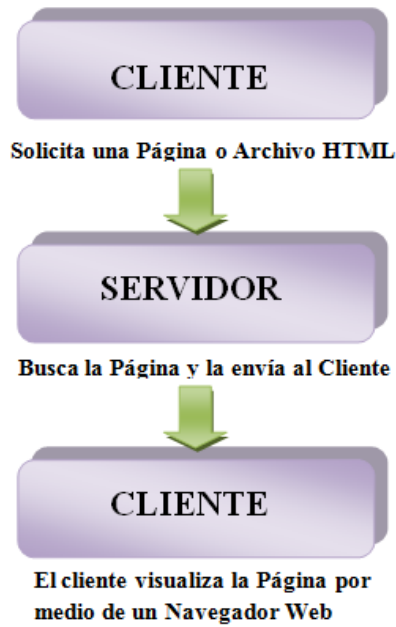 CLIENTE
Solicita una Página o Archivo HTML
SERVIDOR
Busca la Página y la envía al Cliente
CLIENTE
El cliente visualiza la Página por
medio de un Navegador Web